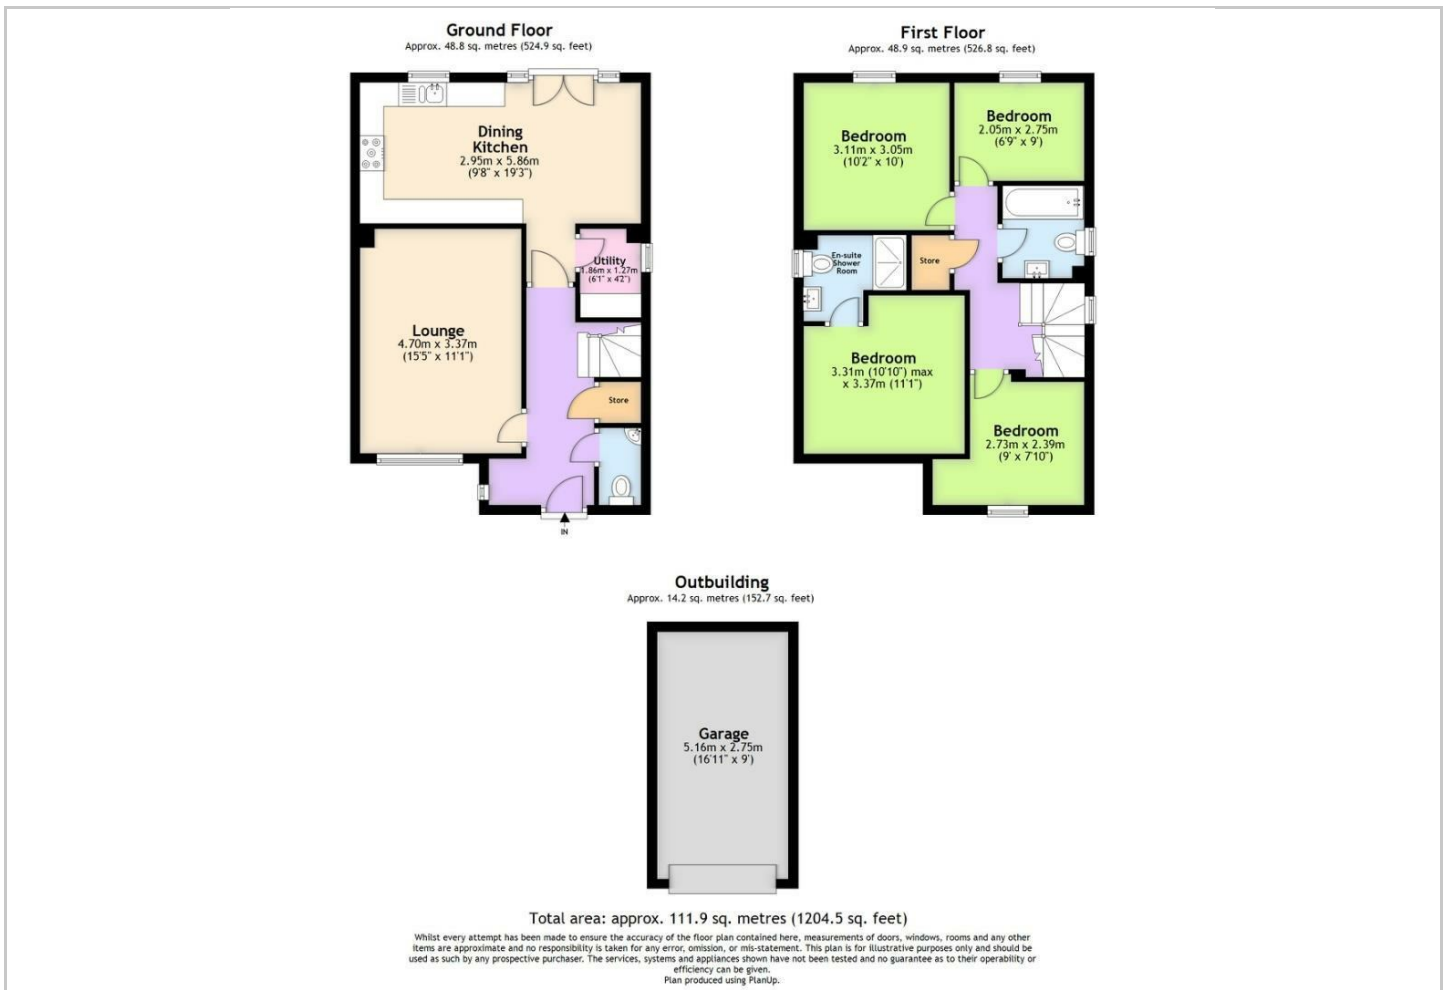 Ground Floor
Approx. 48.8 sq. metres (524.9 sq. feet)
Dining
Kitchen
2.95m x 5.86m
(9'8" x 19'3")
Utility
1.86m x 1.27m
(6'1" x 4'2")
Lounge
4.70m x 3.37m
(15'5" x 11'1")
Store
IN
First Floor
Approx. 48.9 sq. metres (526.8 sq. feet)
Bedroom
3.11m x 3.05m
(10'2" x 10')
Bedroom
2.05m x 2.75m
(6'9" x 9')
En-suite
Shower
Room
Store
Bedroom
3.31m (10'10") max
x 3.37m (11'1")
Bedroom
2.73m x 2.39m
(9' x 7'10")
Outbuilding
Approx. 14.2 sq. metres (152.7 sq. feet)
Garage
5.16m x 2.75m
(16'11" x 9')
Total area: approx. 111.9 sq. metres (1204.5 sq. feet)
Whilst every attempt has been made to ensure the accuracy of the floor plan contained here, measurements of doors, windows, rooms and any other
items are approximate and no responsibility is taken for any error, omission, or mis-statement. This plan is for illustrative purposes only and should be
used as such by any prospective purchaser. The services, systems and appliances shown have not been tested and no guarantee as to their operability or
efficiency can be given.
Plan produced using PlanUp.